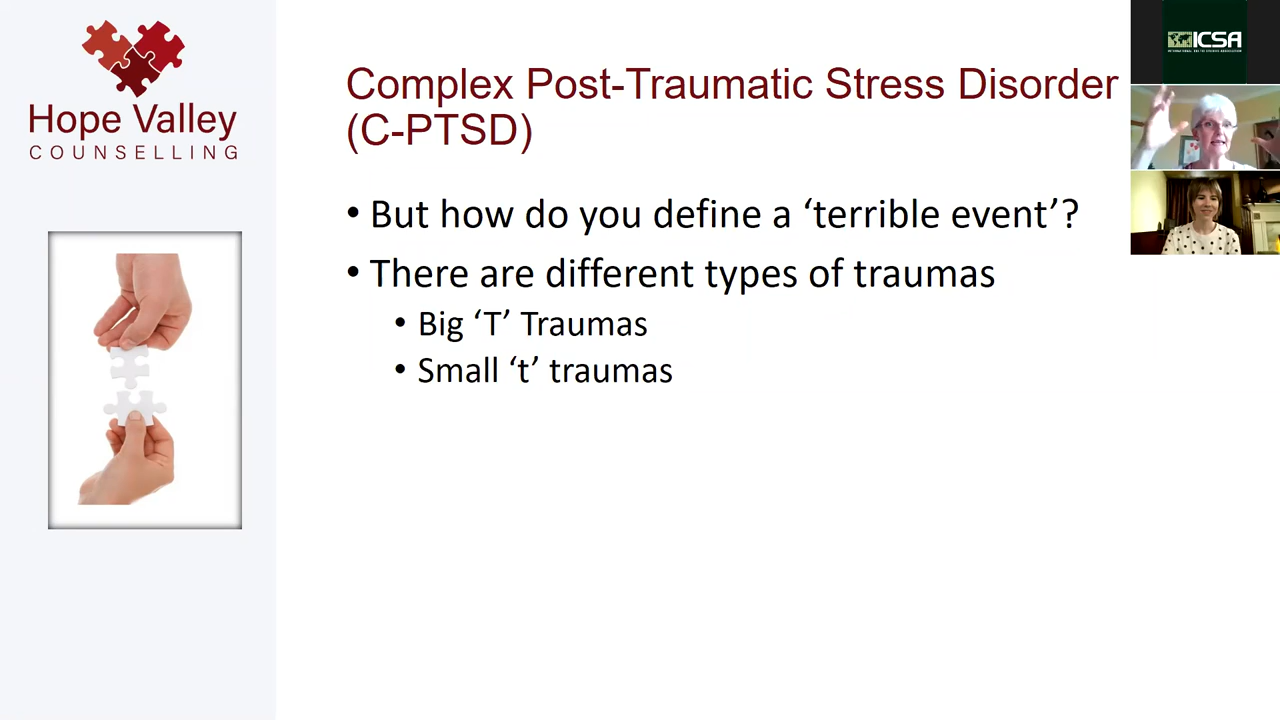 Hope Valley
COUNSELLING
Complex Post-Traumatic Stress Disorder
(C-PTSD)
• But how do you define a ‘terrible event’?
• There are different types of traumas
• Big ‘T’ Traumas
• Small ‘t’ traumas
ICSA